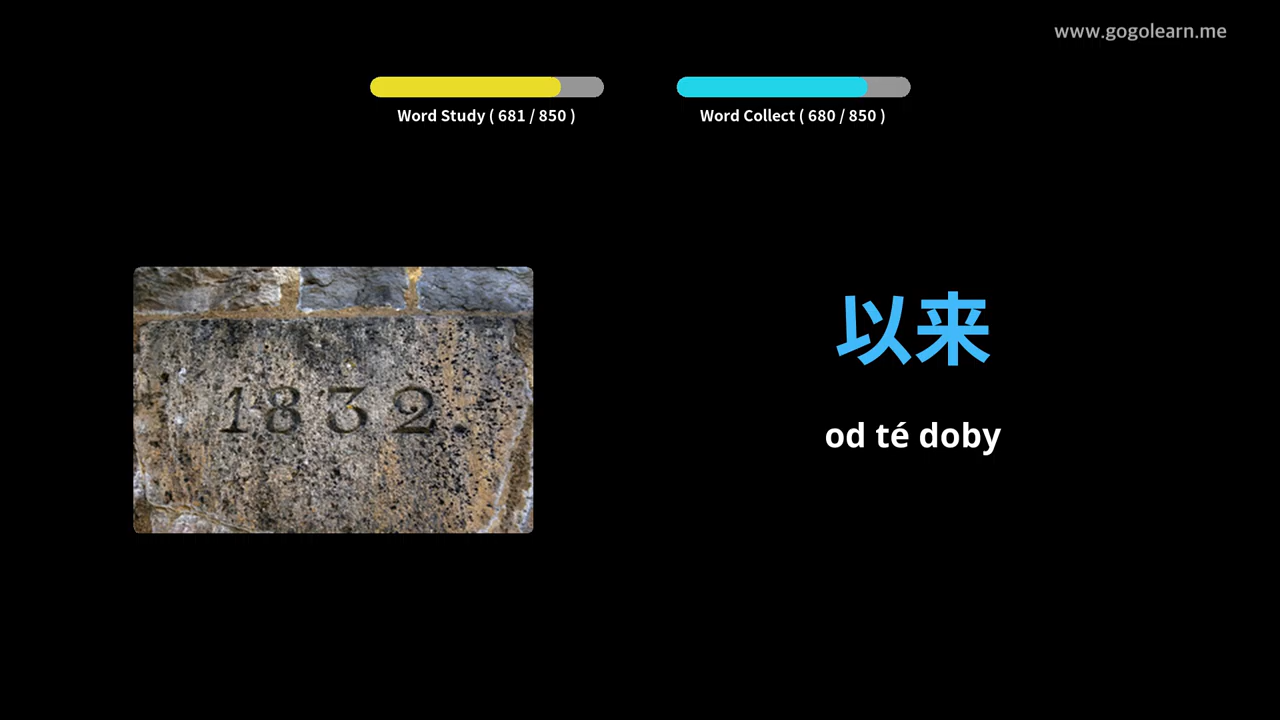 www.gogolearn.me
Word Study ( 681 / 850 )
Word Collect ( 680 / 850 )
1832.
以来
od té doby